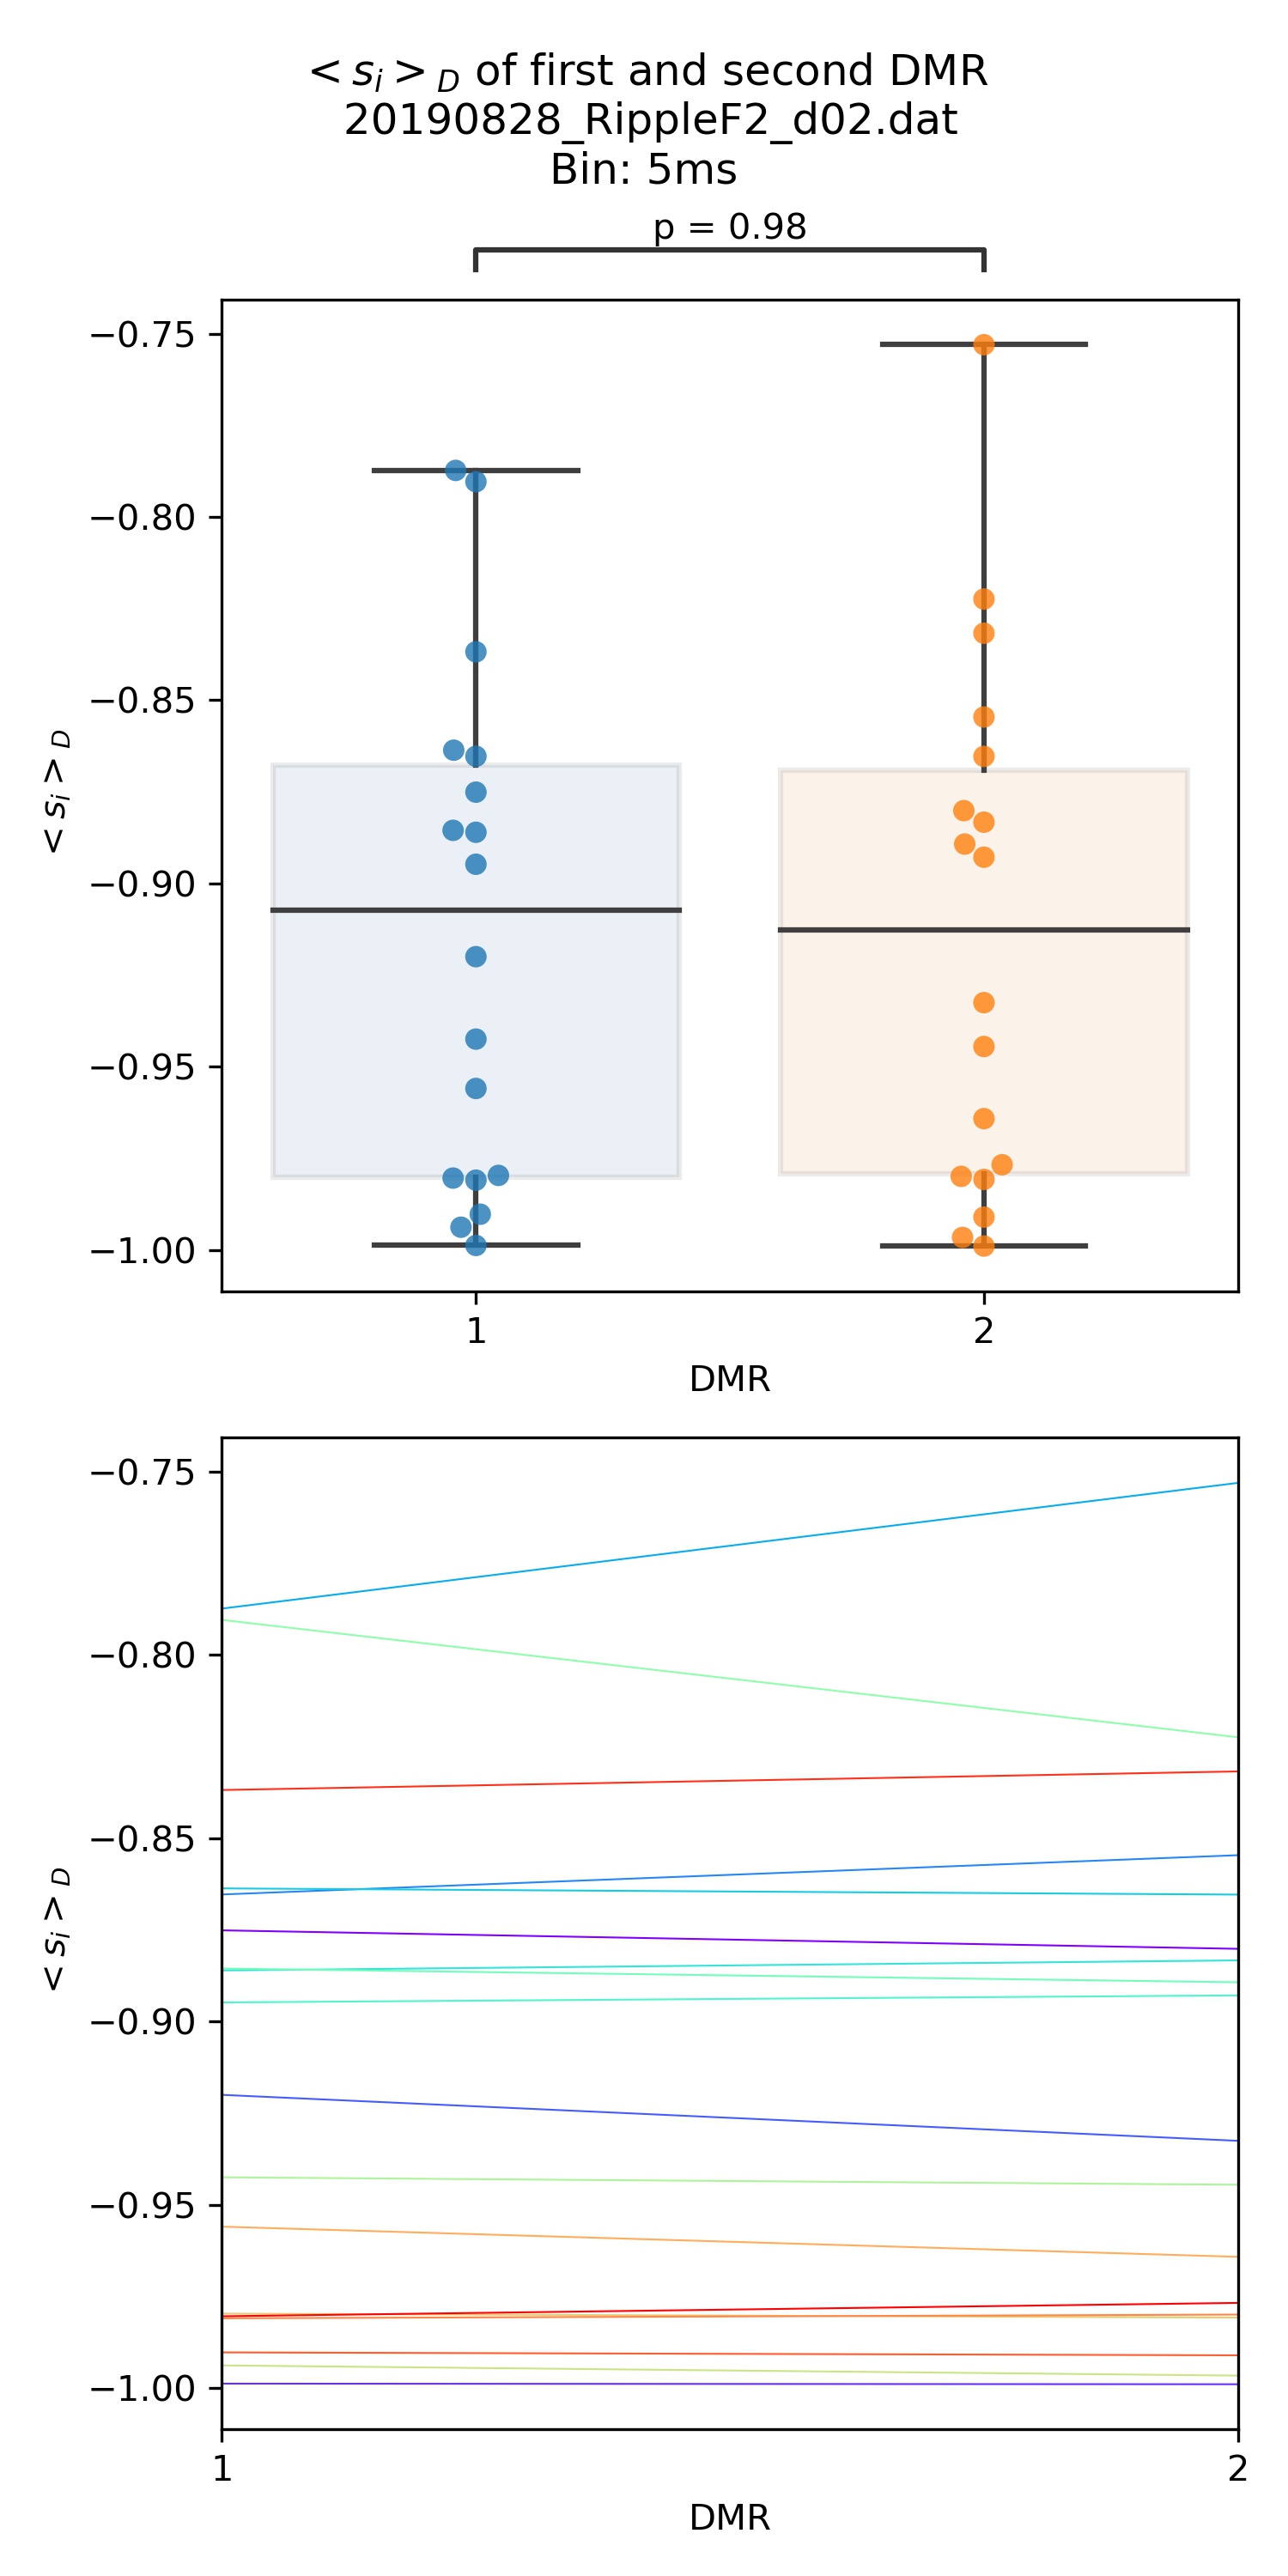 < s_i >_D of first and second DMR
20190828_RippleF2_d02.dat
Bin: 5ms
p = 0.98
−0.75
−0.80
−0.85
−0.90
−0.95
−1.00
< s_i >_D
1 2
DMR
−0.75
−0.80
−0.85
−0.90
−0.95
−1.00
< s_i >_D
1 2
DMR